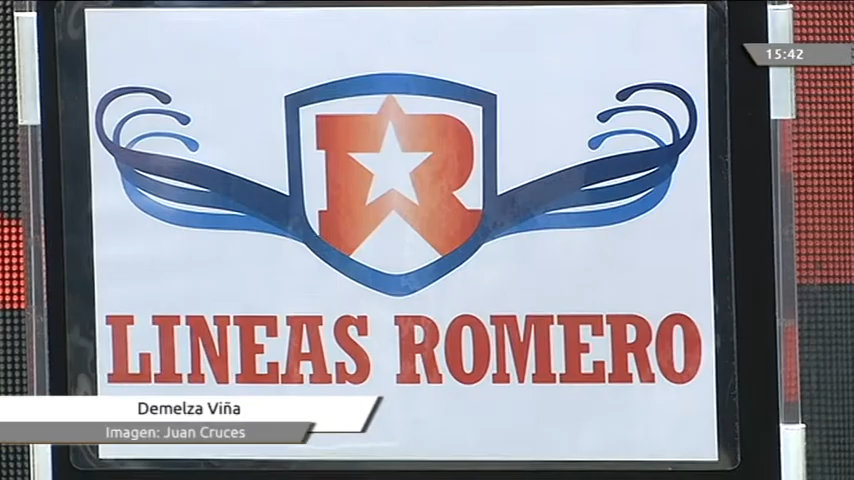 15:42
R
LINEAS ROMERO
Demelza Viña
Imagen: Juan Cruces